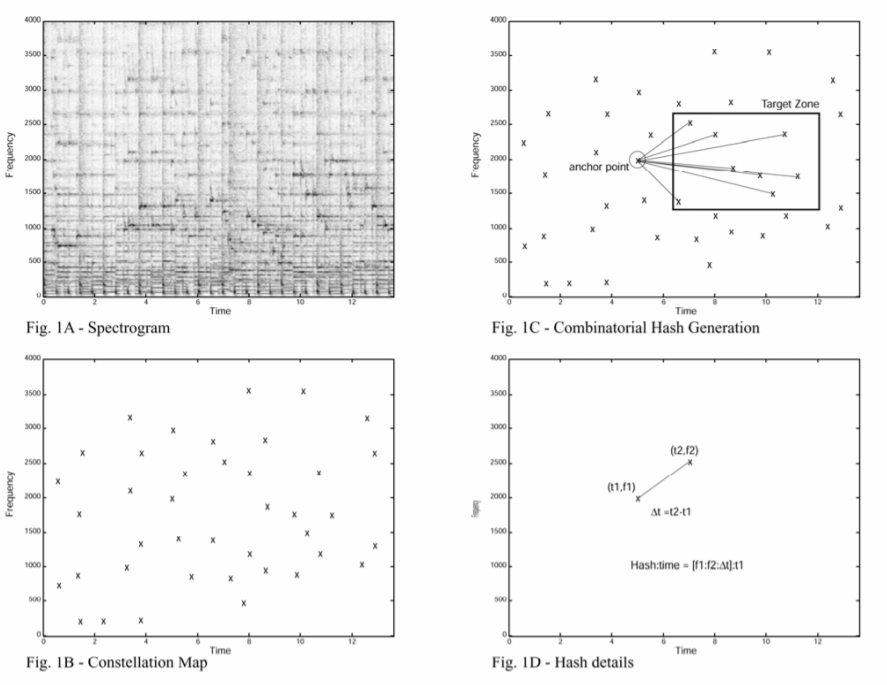 4000
3500
3000
2500
2000
1500
1000
500
0
Frequency
0 2 4 6 8 10 12
Time
Fig. 1A - Spectrogram
4000
3500
3000
2500
2000
1500
1000
500
0
Frequency
Target Zone
anchor point
0 2 4 6 8 10 12
Time
Fig. 1C - Combinatorial Hash Generation
4000
3500
3000
2500
2000
1500
1000
500
0
Frequency
0 2 4 6 8 10 12
Time
Fig. 1B - Constellation Map
4000
3500
3000
2500
2000
1500
1000
500
0
Frequency
(t2,f2)
(t1,f1)
Δt =t2-t1
Hash:time = [f1:f2:Δt]:t1
0 2 4 6 8 10 12
Time
Fig. 1D - Hash details